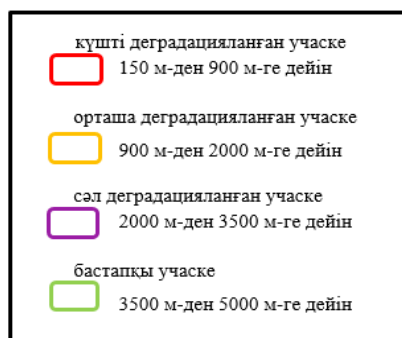 күшті деградацияланған учаске
150 м-ден 900 м-ге дейін
орташа деградацияланған учаске
900 м-ден 2000 м-ге дейін
сәл деградацияланған учаске
2000 м-ден 3500 м-ге дейін
бастапқы учаске
3500 м-ден 5000 м-ге дейін